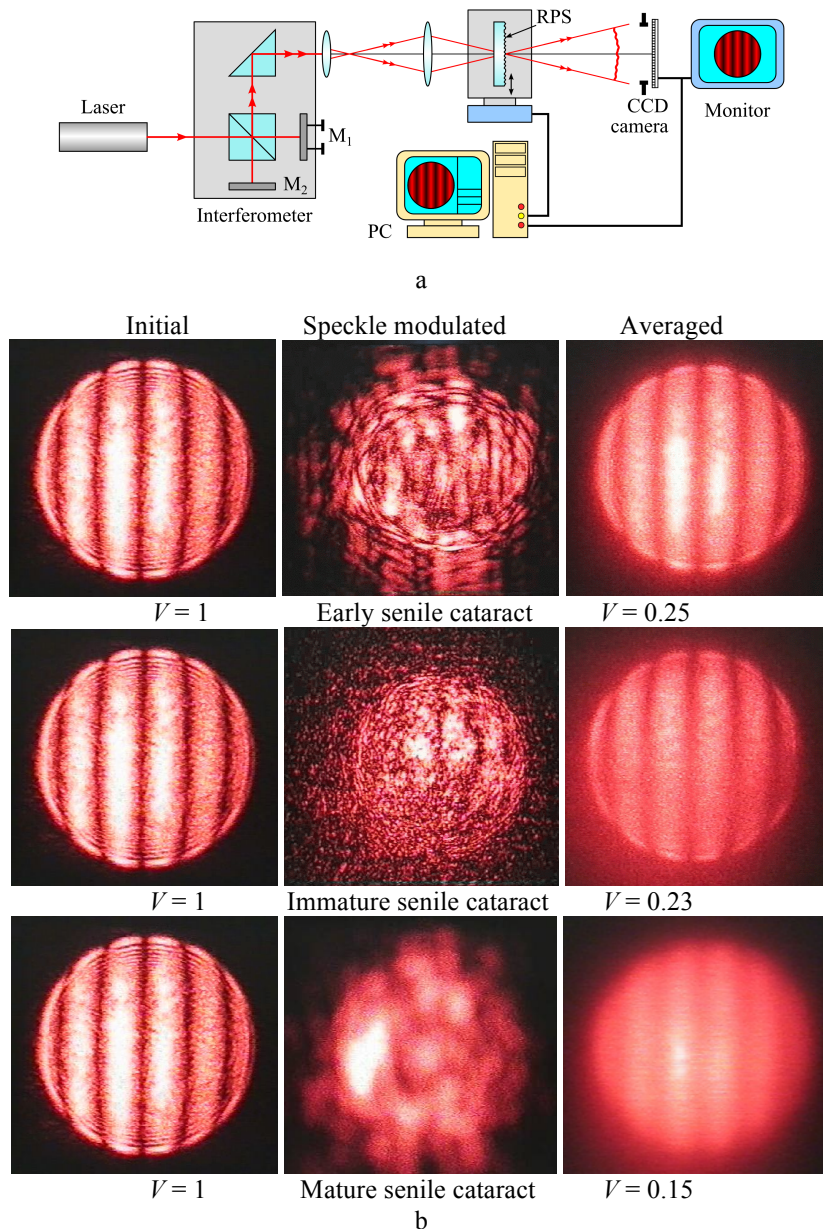 RPS
Laser
M1
CCD
camera
Monitor
M2
Interferometer
PC
a
Initial Speckle modulated Averaged
V = 1 Early senile cataract V = 0.25
V = 1 Immature senile cataract V = 0.23
V = 1 Mature senile cataract V = 0.15
b